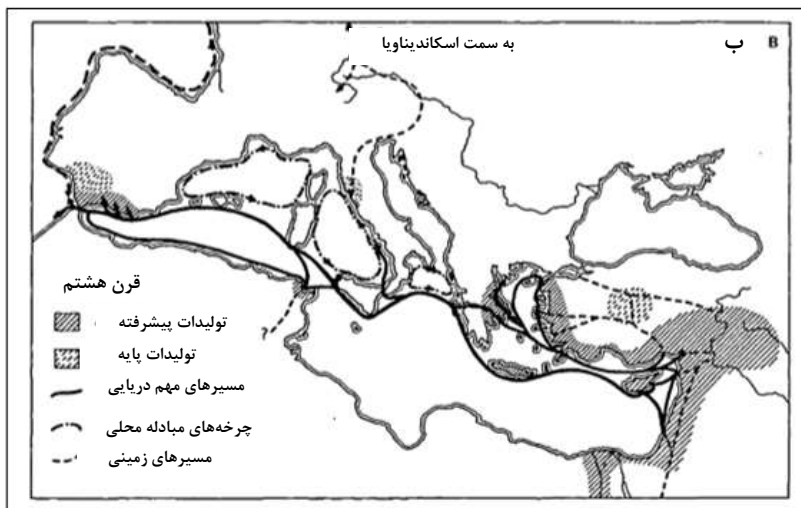 ب B
به سمت اسکاندیناویا
قرن هشتم
تولیدات پیشرفته
تولیدات پایه
مسیرهای مهم دریایی
چرخه‌های مبادله محلی
مسیرهای زمینی
?